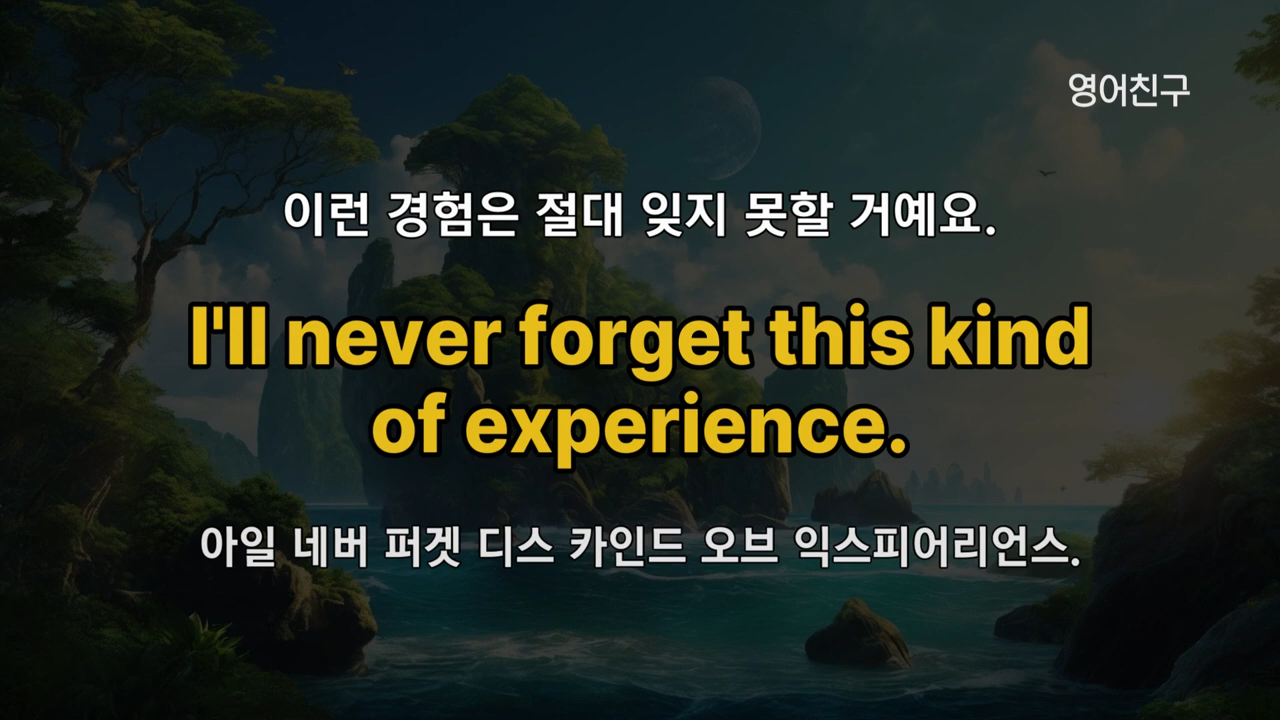 영어친구
이런 경험은 절대 잊지 못할 거예요.
I'll never forget this kind
of experience.
아일 네버 퍼겟 디스 카인드 오브 익스피어리언스.